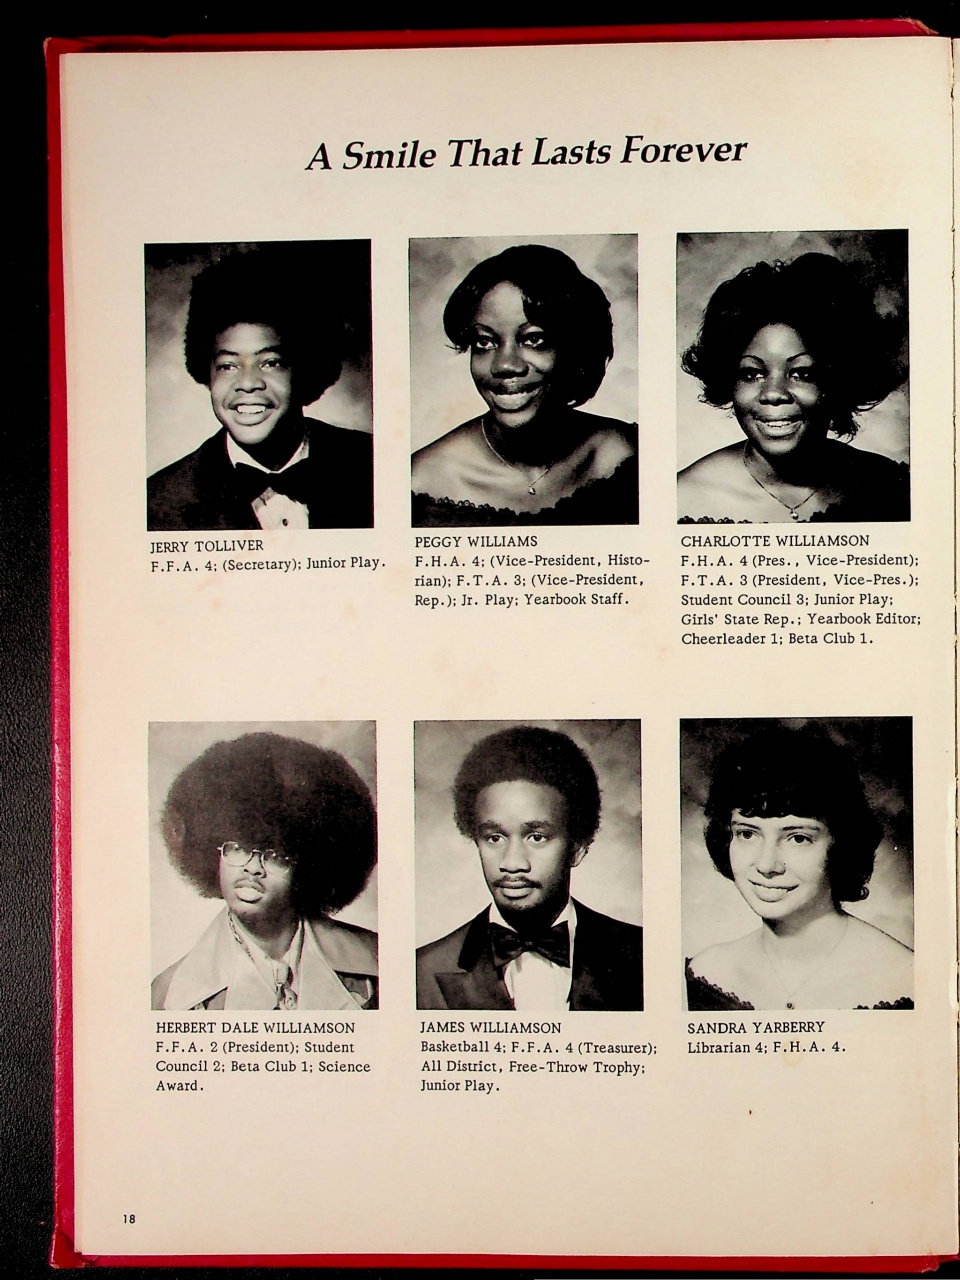 A Smile That Lasts Forever
JERRY TOLLIVER
F.F.A. 4; (Secretary); Junior Play.
PEGGY WILLIAMS
F.H.A. 4; (Vice-President, Histo-
rian); F.T.A. 3; (Vice-President,
Rep.); Jr. Play; Yearbook Staff.
CHARLOTTE WILLIAMSON
F.H.A. 4 (Pres., Vice-President);
F.T.A. 3 (President, Vice-Pres.);
Student Council 3; Junior Play;
Girls' State Rep.; Yearbook Editor;
Cheerleader 1; Beta Club 1.
HERBERT DALE WILLIAMSON
F.F.A. 2 (President); Student
Council 2; Beta Club 1; Science
Award.
JAMES WILLIAMSON
Basketball 4; F.F.A. 4 (Treasurer);
All District, Free-Throw Trophy;
Junior Play.
SANDRA YARBERRY
Librarian 4; F.H.A. 4.
18